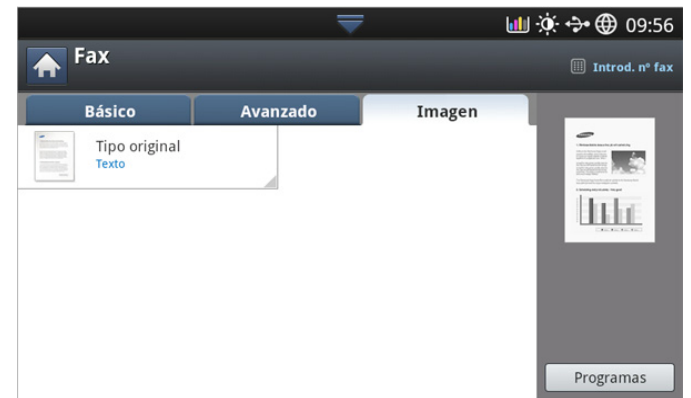 09:56
Fax
Introd. nº fax
Básico
Avanzado
Imagen
Tipo original
Texto
Programas